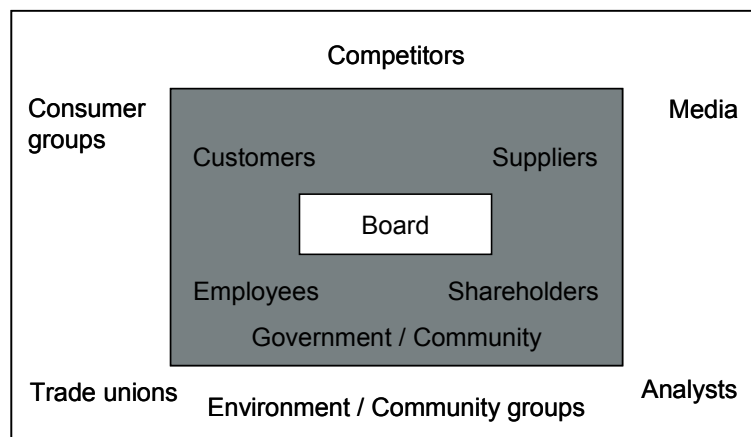 Competitors
Consumer
groups
Media
Customers
Suppliers
Board
Employees
Shareholders
Government / Community
Trade unions
Environment / Community groups
Analysts